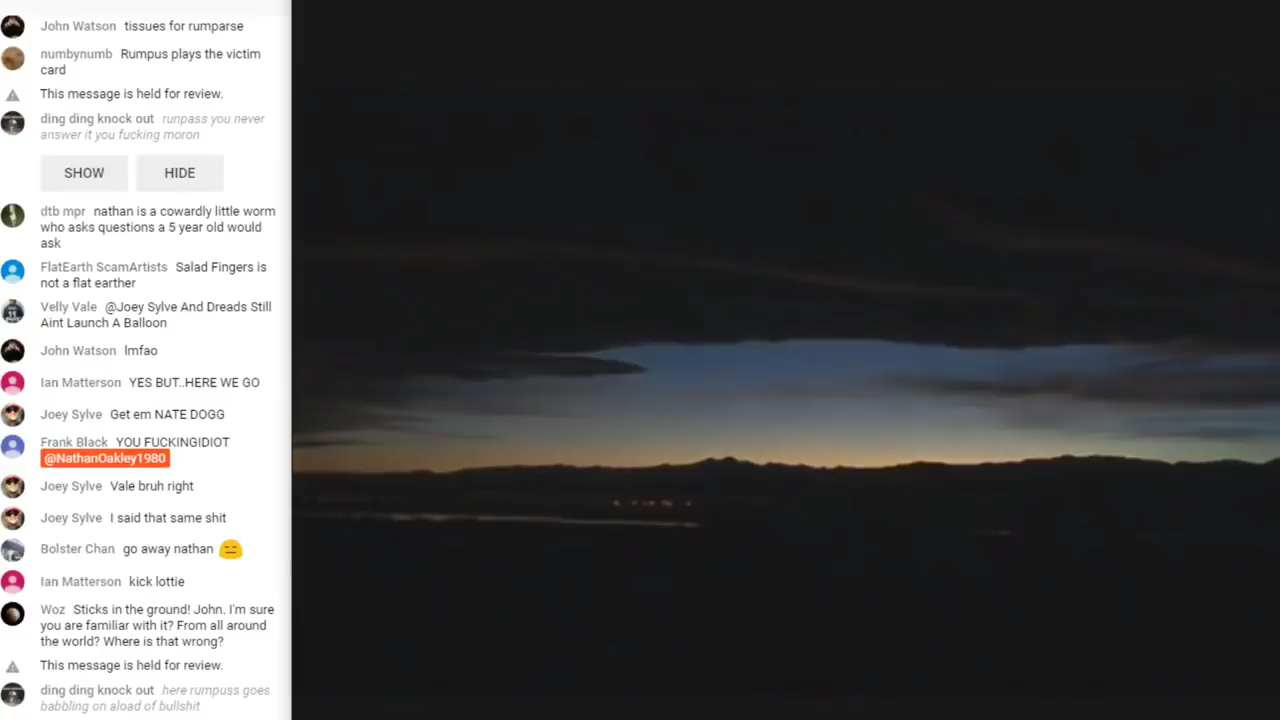 John Watson tissues for rumparse
numbynumb Rumpus plays the victim
card
This message is held for review.
ding ding knock out runpass you never
answer it you fucking moron
SHOW HIDE
dtb mpr nathan is a cowardly little worm
who asks questions a 5 year old would
ask
FlatEarth ScamArtists Salad Fingers is
not a flat earther
Velly Vale @Joey Sylve And Dreads Still
Aint Launch A Balloon
John Watson lmfao
Ian Matterson YES BUT..HERE WE GO
Joey Sylve Get em NATE DOGG
Frank Black YOU FUCKINGIDIOT
@NathanOakley1980
Joey Sylve Vale bruh right
Joey Sylve I said that same shit
Bolster Chan go away nathan
Ian Matterson kick lottie
Woz Sticks in the ground! John, I'm sure
you are familiar with it? From all around
the world? Where is that wrong?
This message is held for review.
ding ding knock out here rumpuss goes
babbling on aload of bullshit